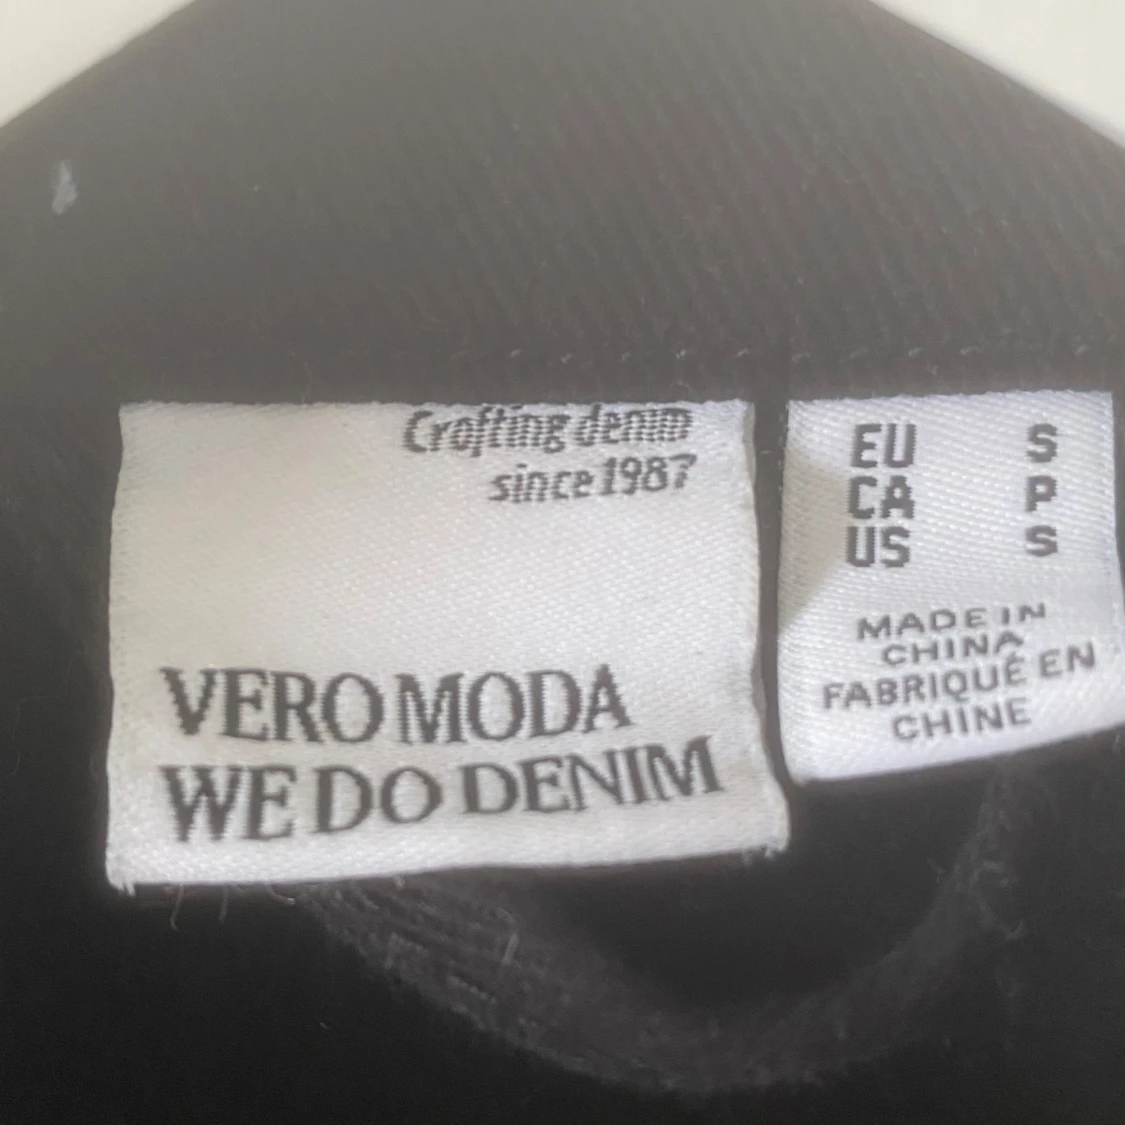 Crafting denim
since 1987
VERO MODA
WE DO DENIM
EU S
CA P
US S
MADE IN
CHINA
FABRIQUÉ EN
CHINE